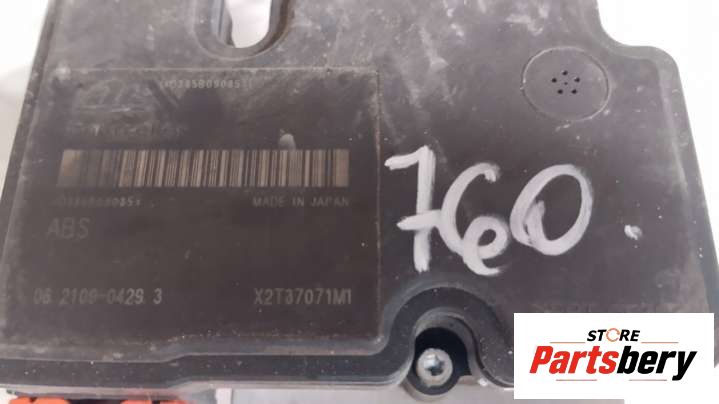 MADE IN JAPAN
ABS
06.2109-0429.3
X2T37071M1
760
STORE
Partsbery